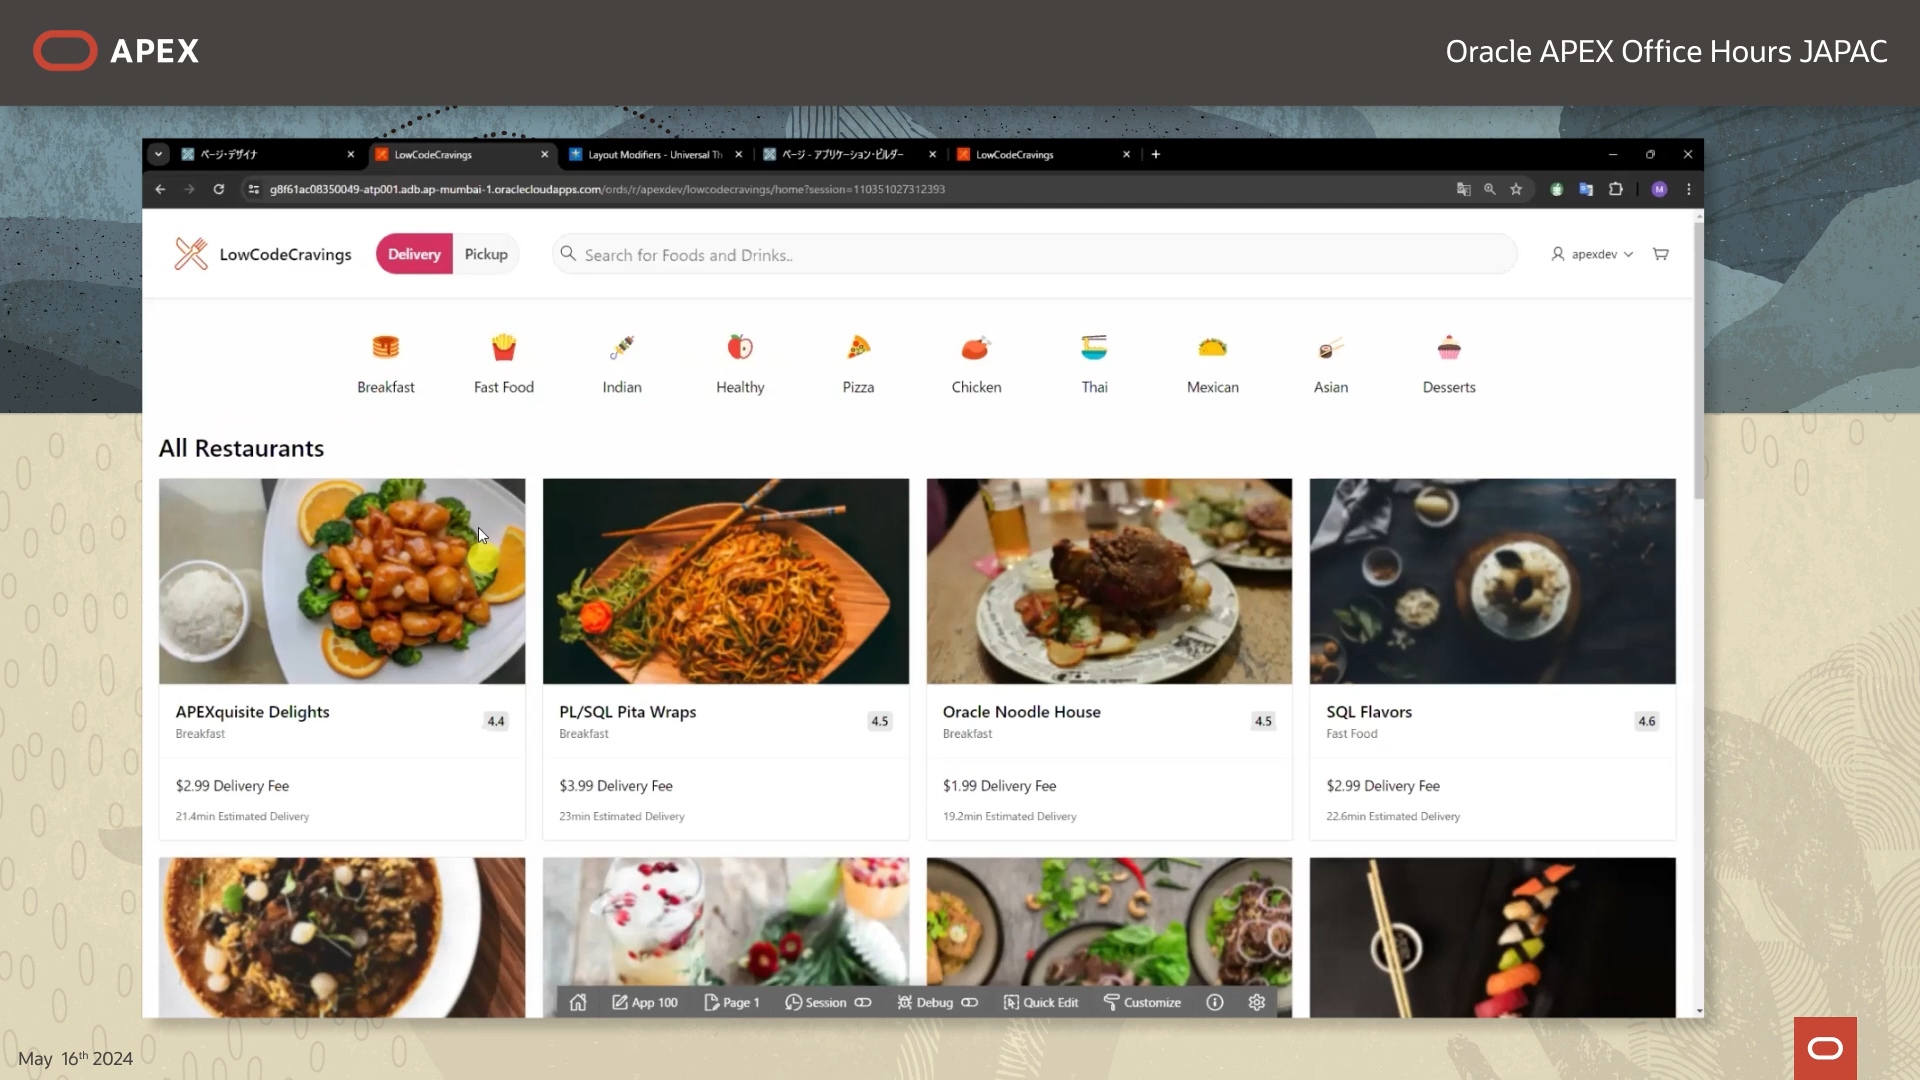 APEX
Oracle APEX Office Hours JAPAC
ページ・デザイナ
LowCodeCravings
Layout Modifiers - Universal Th
ページ - アプリケーション・ビルダー
LowCodeCravings
g8f61ac08350049-atp001.adb.ap-mumbai-1.oraclecloudapps.com/ords/r/apexdev/lowcodecravings/home?session=110351027312393
M
LowCodeCravings
Delivery
Pickup
Search for Foods and Drinks..
apexdev
Breakfast
Fast Food
Indian
Healthy
Pizza
Chicken
Thai
Mexican
Asian
Desserts
All Restaurants
APEXquisite Delights
4.4
Breakfast
$2.99 Delivery Fee
21.4min Estimated Delivery
PL/SQL Pita Wraps
4.5
Breakfast
$3.99 Delivery Fee
23min Estimated Delivery
Oracle Noodle House
4.5
Breakfast
$1.99 Delivery Fee
19.2min Estimated Delivery
SQL Flavors
4.6
Fast Food
$2.99 Delivery Fee
22.6min Estimated Delivery
App 100
Page 1
Session
Debug
Quick Edit
Customize
May 16th 2024